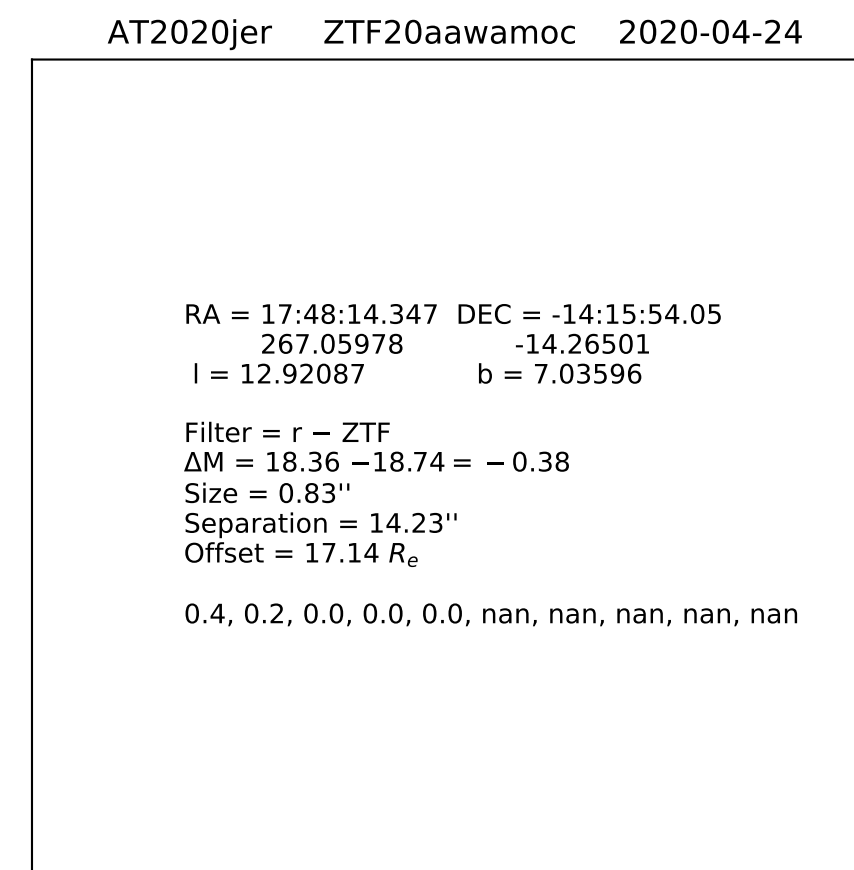 AT2020jer ZTF20aawamoc 2020-04-24
RA = 17:48:14.347 DEC = -14:15:54.05
267.05978 -14.26501
l = 12.92087 b = 7.03596
Filter = r − ZTF
ΔM = 18.36 −18.74 = − 0.38
Size = 0.83''
Separation = 14.23''
Offset = 17.14 Re
0.4, 0.2, 0.0, 0.0, 0.0, nan, nan, nan, nan, nan